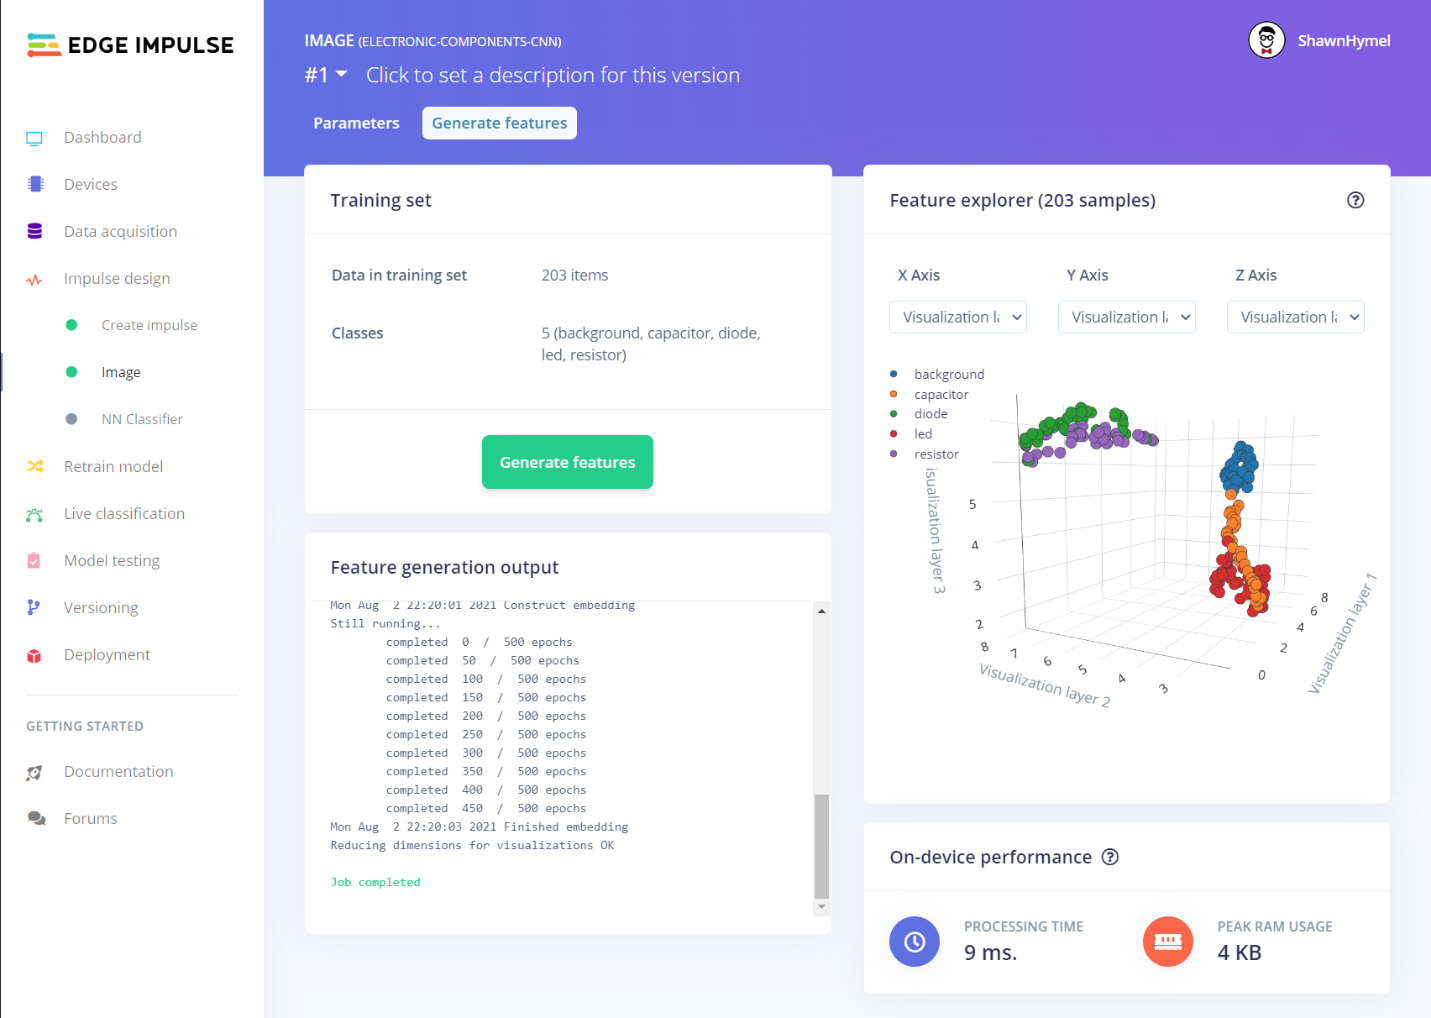 EDGE IMPULSE
Dashboard
Devices
Data acquisition
Impulse design
Create impulse
Image
NN Classifier
Retrain model
Live classification
Model testing
Versioning
Deployment
GETTING STARTED
Documentation
Forums
IMAGE (ELECTRONIC-COMPONENTS-CNN)
ShawnHymel
#1 Click to set a description for this version
Parameters Generate features
Training set
Data in training set 203 items
Classes 5 (background, capacitor, diode,
led, resistor)
Generate features
Feature generation output
Mon Aug  2 22:20:01 2021 Construct embedding
Still running...
completed  0  /  500 epochs
completed  50  /  500 epochs
completed  100  /  500 epochs
completed  150  /  500 epochs
completed  200  /  500 epochs
completed  250  /  500 epochs
completed  300  /  500 epochs
completed  350  /  500 epochs
completed  400  /  500 epochs
completed  450  /  500 epochs
Mon Aug  2 22:20:03 2021 Finished embedding
Reducing dimensions for visualizations OK
Job completed
Feature explorer (203 samples) ?
X Axis Y Axis Z Axis
Visualization la Visualization la Visualization la
background
capacitor
diode
led
resistor
isualization layer 3
5
4
3
2
8 7 6 5 4 3
Visualization layer 2
0 2 4 6 8
Visualization layer 1
On-device performance ?
PROCESSING TIME
9 ms.
PEAK RAM USAGE
4 KB